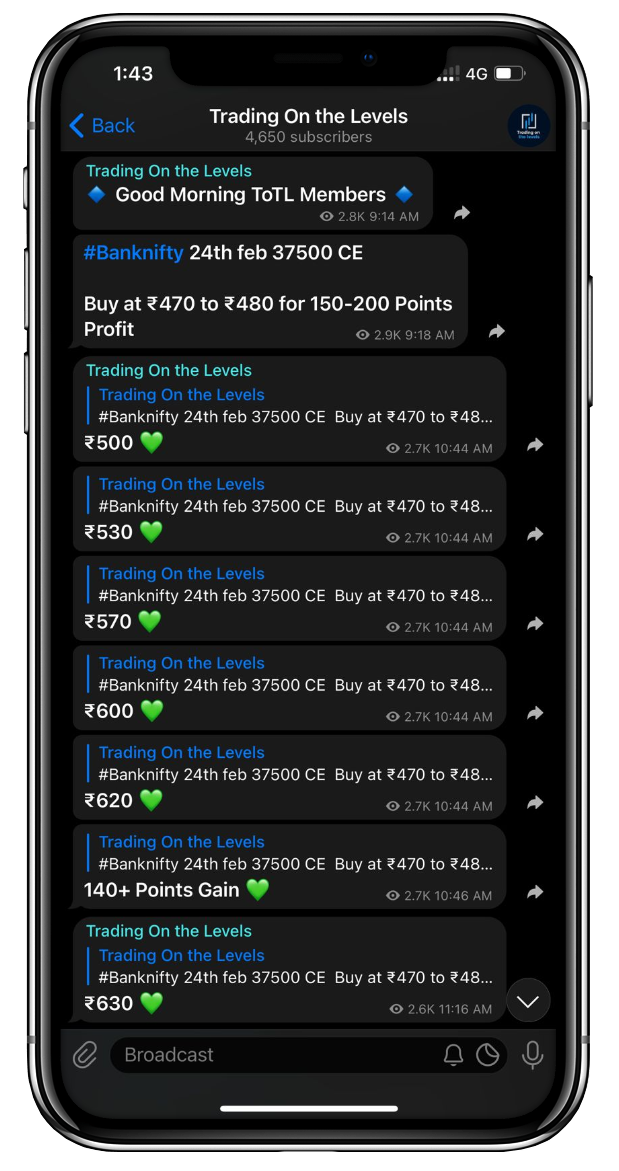 1:43
4G
Back
Trading On the Levels
4,650 subscribers
Trading on
the levels
Trading On the Levels
🔹 Good Morning ToTL Members 🔹
2.8K 9:14 AM
#Banknifty 24th feb 37500 CE
Buy at ₹470 to ₹480 for 150-200 Points
Profit
2.9K 9:18 AM
Trading On the Levels
Trading On the Levels
#Banknifty 24th feb 37500 CE Buy at ₹470 to ₹48...
₹500 💚
2.7K 10:44 AM
Trading On the Levels
#Banknifty 24th feb 37500 CE Buy at ₹470 to ₹48...
₹530 💚
2.7K 10:44 AM
Trading On the Levels
#Banknifty 24th feb 37500 CE Buy at ₹470 to ₹48...
₹570 💚
2.7K 10:44 AM
Trading On the Levels
#Banknifty 24th feb 37500 CE Buy at ₹470 to ₹48...
₹600 💚
2.7K 10:44 AM
Trading On the Levels
#Banknifty 24th feb 37500 CE Buy at ₹470 to ₹48...
₹620 💚
2.7K 10:44 AM
Trading On the Levels
#Banknifty 24th feb 37500 CE Buy at ₹470 to ₹48...
140+ Points Gain 💚
2.7K 10:46 AM
Trading On the Levels
Trading On the Levels
#Banknifty 24th feb 37500 CE Buy at ₹470 to ₹48...
₹630 💚
2.6K 11:16 AM
Broadcast